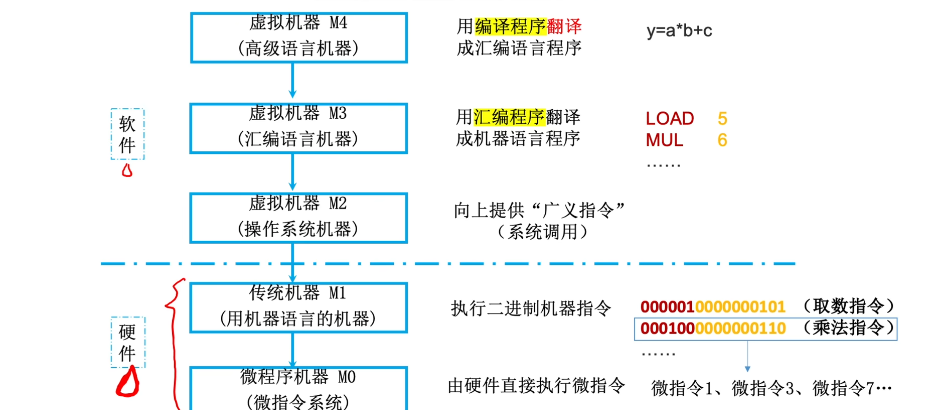 虚拟机器 M4
(高级语言机器)
用编译程序翻译
成汇编语言程序
y=a*b+c
虚拟机器 M3
(汇编语言机器)
用汇编程序翻译
成机器语言程序
LOAD 5
MUL 6
……
软
件
虚拟机器 M2
(操作系统机器)
向上提供“广义指令”
(系统调用)
传统机器 M1
(用机器语言的机器)
执行二进制机器指令
000001 0000000101 (取数指令)
000100 0000000110 (乘法指令)
……
硬
件
微程序机器 M0
(微指令系统)
由硬件直接执行微指令
微指令1、微指令3、微指令7…